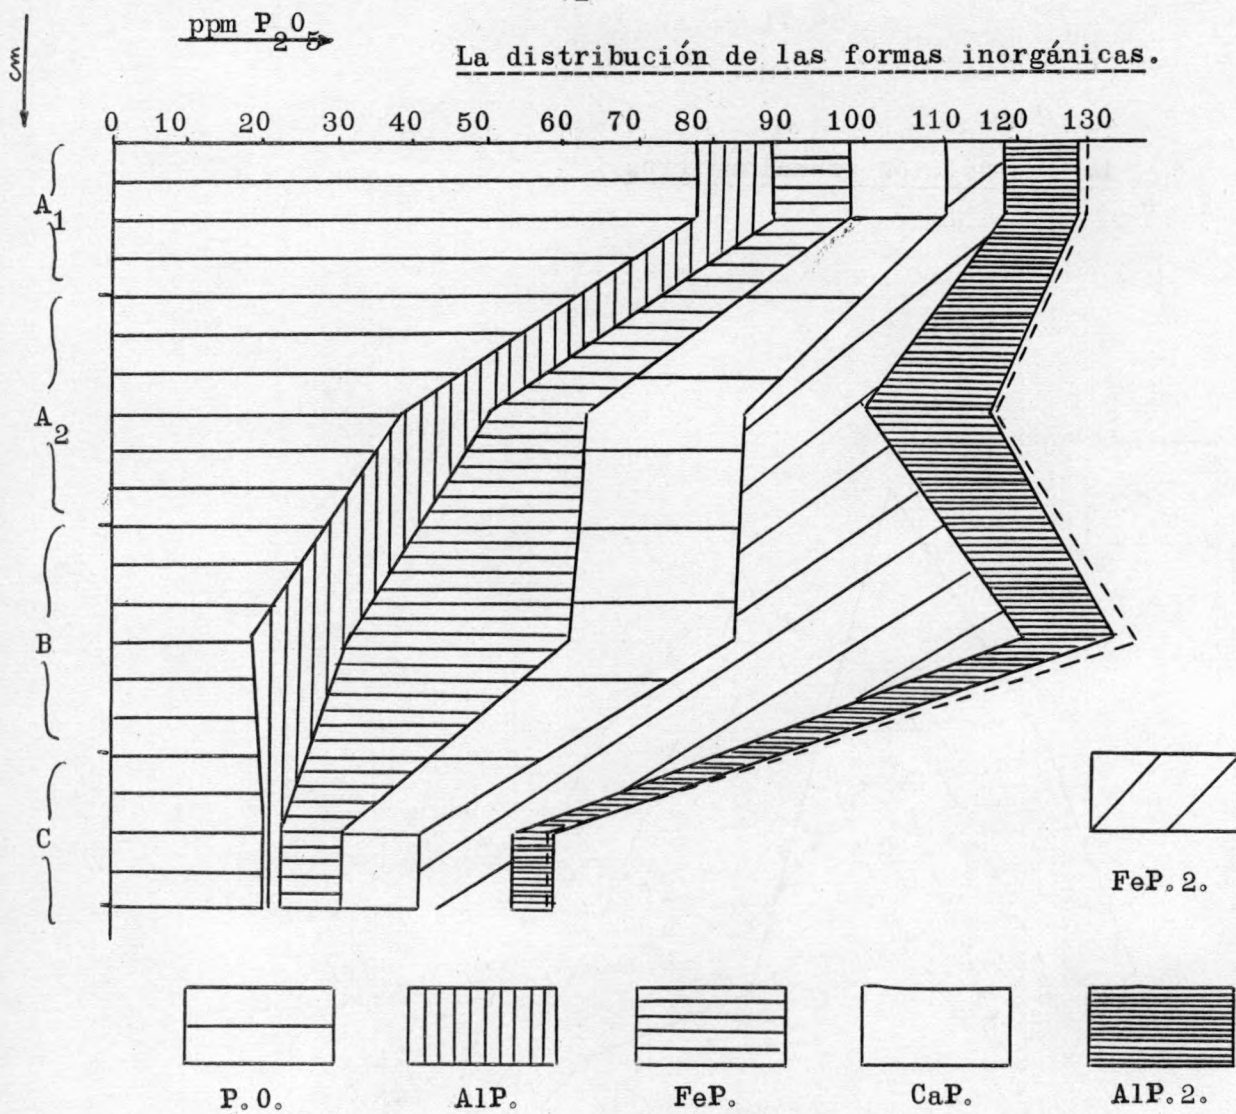 ppm P2O5
cm
La distribución de las formas inorgánicas.
0 10 20 30 40 50 60 70 80 90 100 110 120 130
A1
A2
B
C
FeP.2.
P.O. AlP. FeP. CaP. AlP.2.